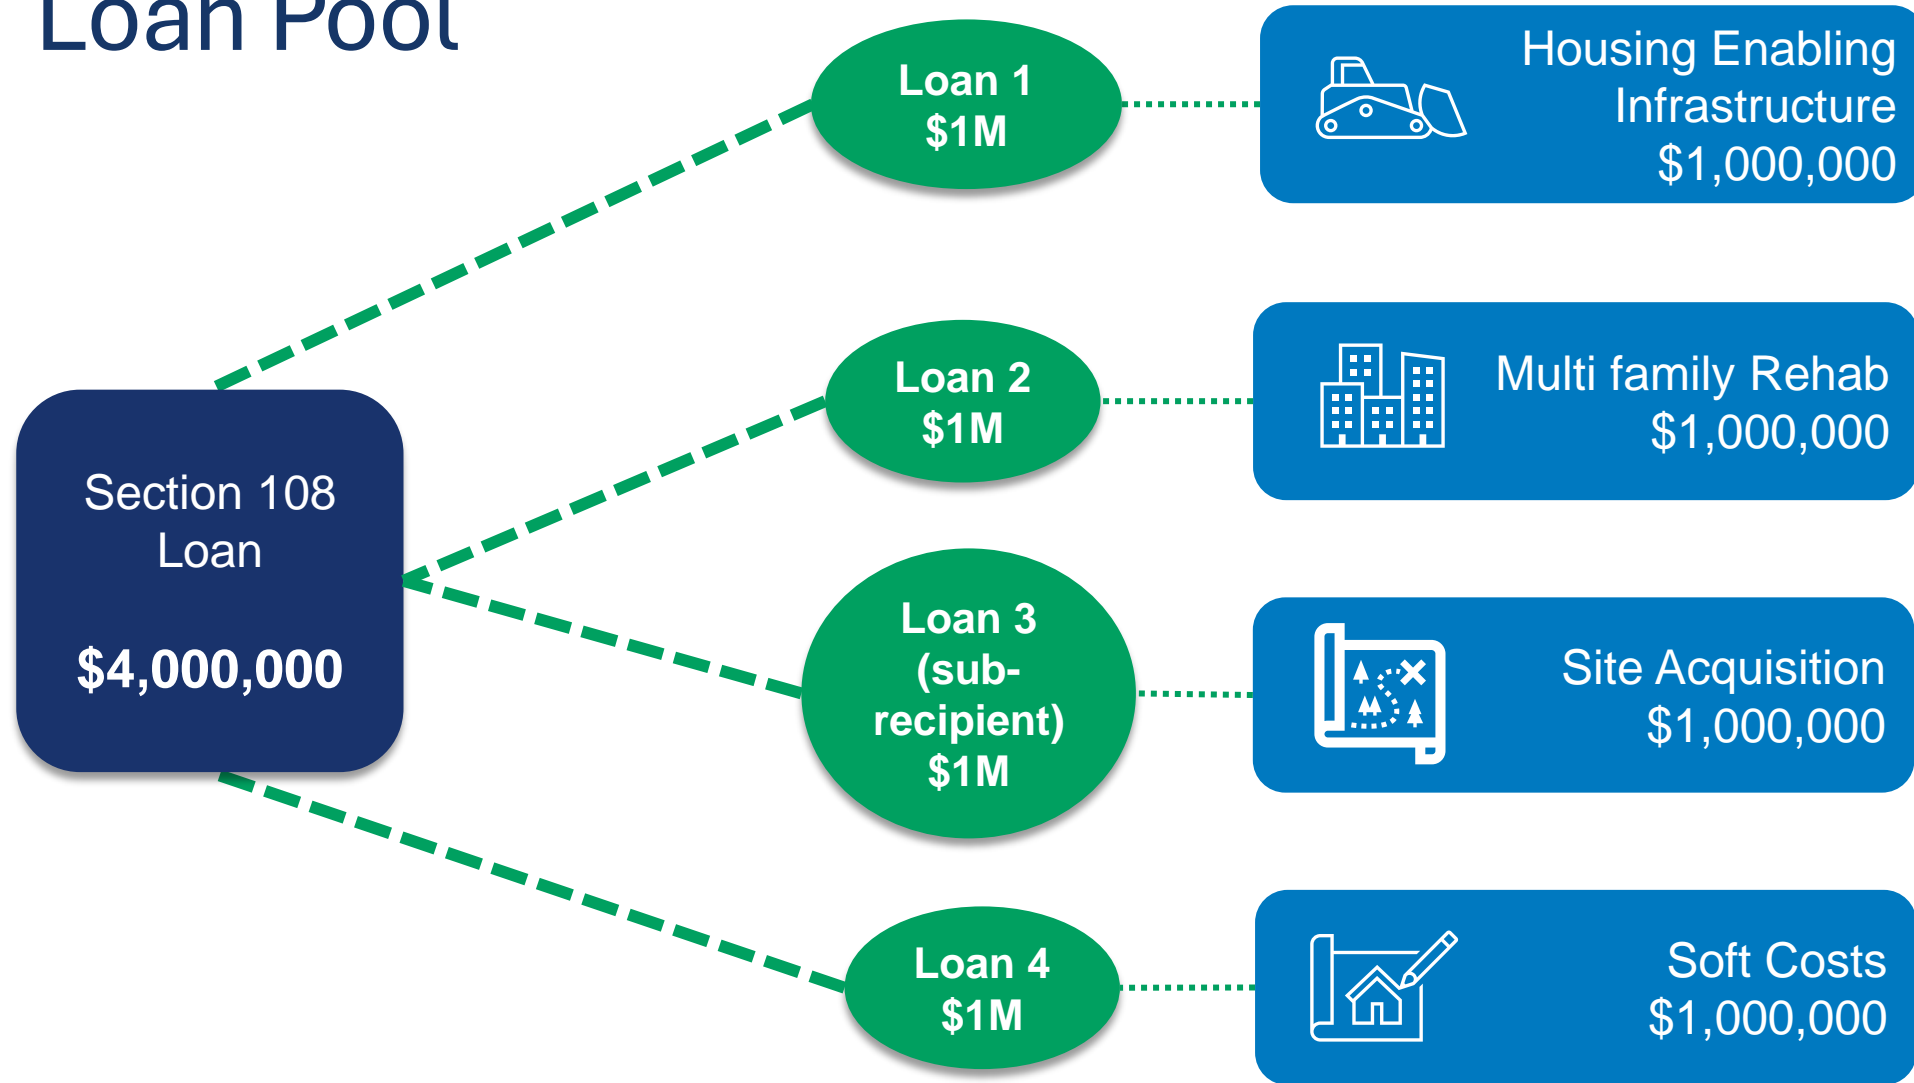 Loan Pool
Loan 1
$1M
Housing Enabling
Infrastructure
$1,000,000
Loan 2
$1M
Multi family Rehab
$1,000,000
Section 108
Loan
$4,000,000
Loan 3
(sub-
recipient)
$1M
Site Acquisition
$1,000,000
Loan 4
$1M
Soft Costs
$1,000,000